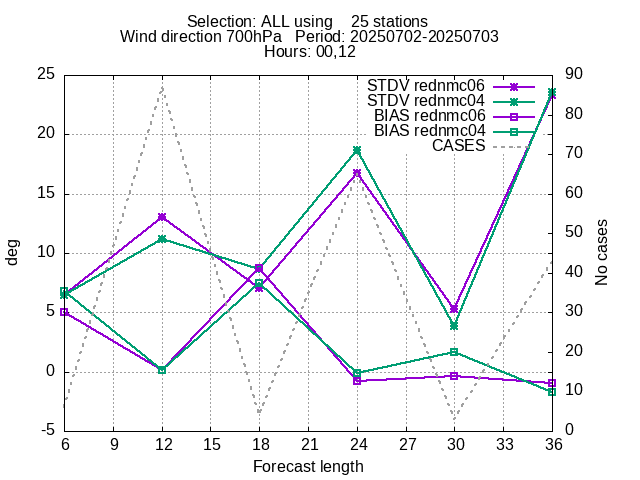 Selection: ALL using    25 stations
Wind direction 700hPa   Period: 20250702-20250703
Hours: 00,12
STDV rednmc06
STDV rednmc04
BIAS rednmc06
BIAS rednmc04
CASES
deg
25
20
15
10
5
0
-5
90
80
70
60
50
40
30
20
10
0
No cases
6 9 12 15 18 21 24 27 30 33 36
Forecast length